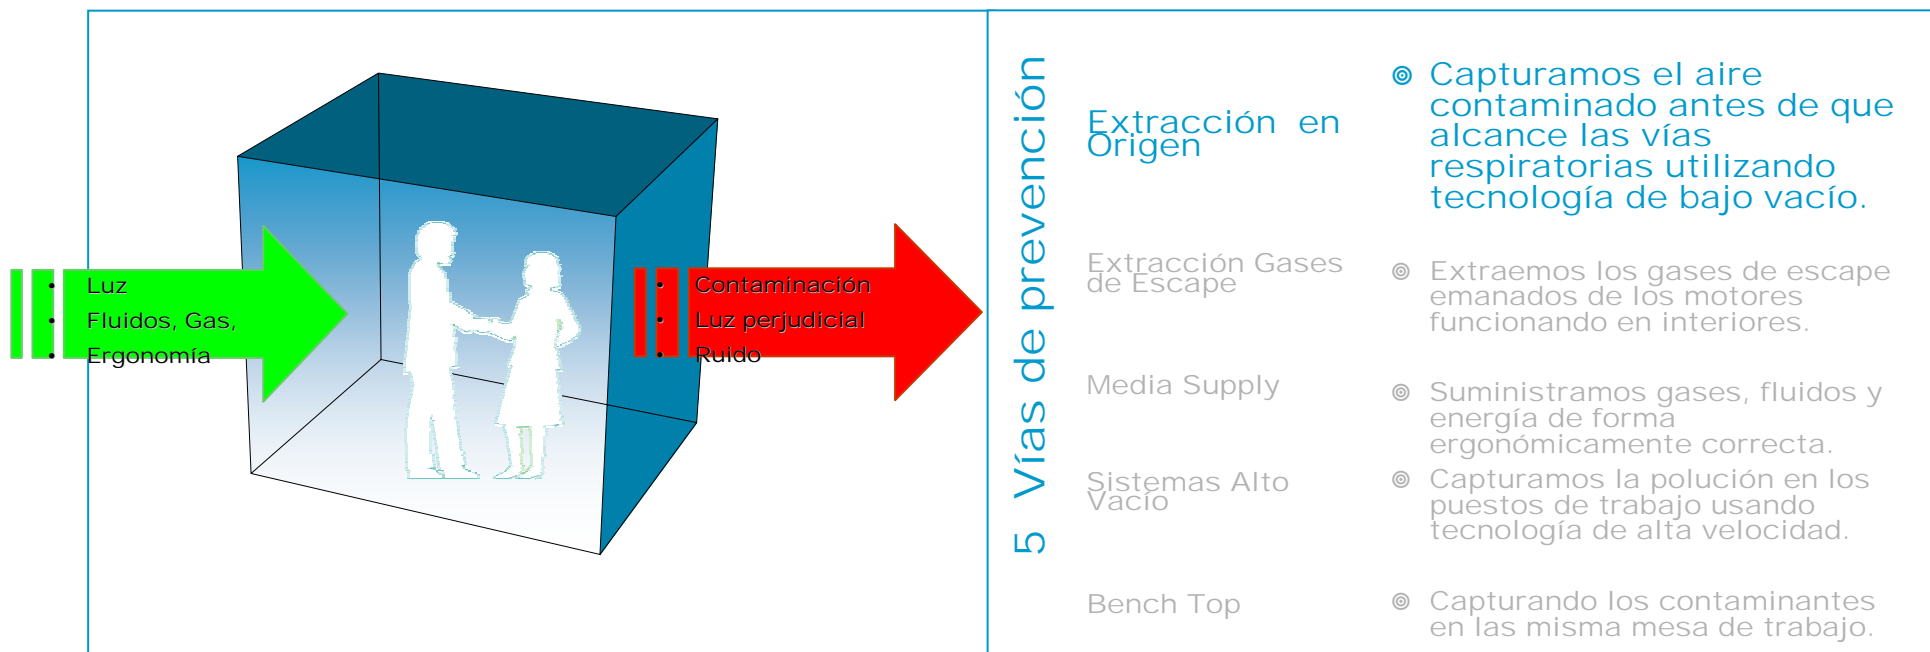 • Luz
• Fluidos, Gas,
• Ergonomía
• Contaminación
• Luz perjudicial
• Ruido
5 Vías de prevención
Extracción en
Origen
Capturamos el aire
contaminado antes de que
alcance las vías
respiratorias utilizando
tecnología de bajo vacío.
Extracción Gases
de Escape
Extraemos los gases de escape
emanados de los motores
funcionando en interiores.
Media Supply
Suministramos gases, fluidos y
energía de forma
ergonómicamente correcta.
Sistemas Alto
Vacío
Capturamos la polución en los
puestos de trabajo usando
tecnología de alta velocidad.
Bench Top
Capturando los contaminantes
en las misma mesa de trabajo.